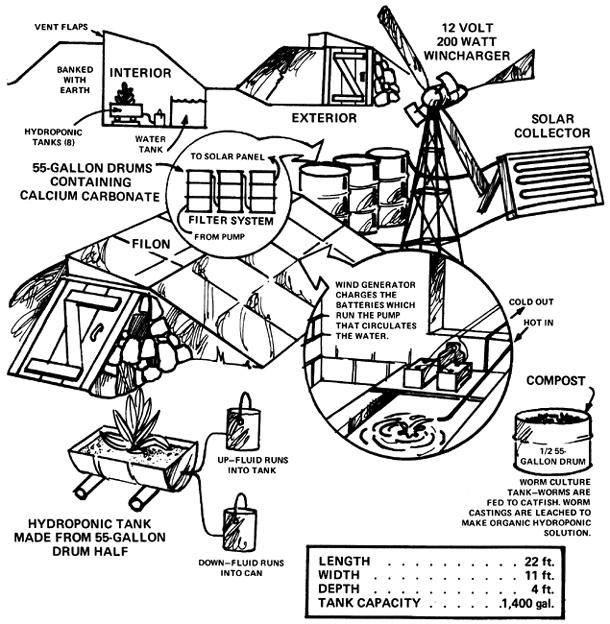 VENT FLAPS
BANKED
WITH
EARTH
INTERIOR
HYDROPONIC
TANKS (8)
WATER
TANK
EXTERIOR
12 VOLT
200 WATT
WINCHARGER
SOLAR
COLLECTOR
55-GALLON DRUMS
CONTAINING
CALCIUM CARBONATE
TO SOLAR PANEL
FILTER SYSTEM
FROM PUMP
FILON
WIND GENERATOR
CHARGES THE
BATTERIES WHICH
RUN THE PUMP
THAT CIRCULATES
THE WATER.
COLD OUT
HOT IN
COMPOST
1/2 55-
GALLON DRUM
WORM CULTURE
TANK–WORMS ARE
FED TO CATFISH. WORM
CASTINGS ARE LEACHED TO
MAKE ORGANIC HYDROPONIC
SOLUTION.
UP–FLUID RUNS
INTO TANK
HYDROPONIC TANK
MADE FROM 55-GALLON
DRUM HALF
DOWN–FLUID RUNS
INTO CAN
LENGTH . . . . . . . . . . . 22 ft.
WIDTH . . . . . . . . . . . 11 ft.
DEPTH . . . . . . . . . . . 4 ft.
TANK CAPACITY . . . . . . .1,400 gal.